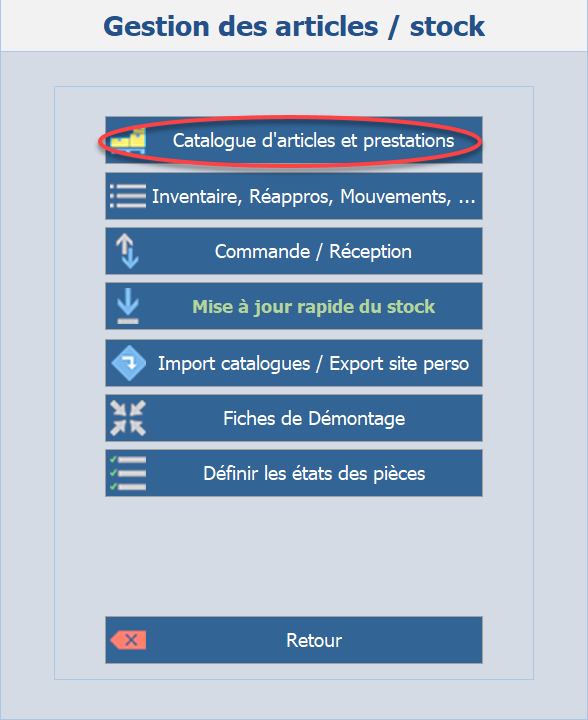 Gestion des articles / stock
Catalogue d'articles et prestations
Inventaire, Réappros, Mouvements, ...
Commande / Réception
Mise à jour rapide du stock
Import catalogues / Export site perso
Fiches de Démontage
Définir les états des pièces
Retour